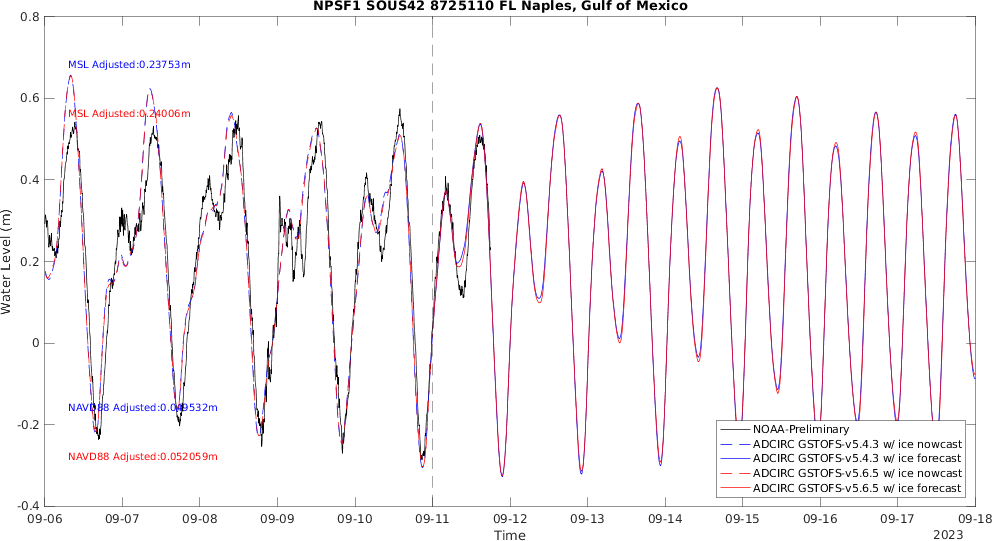 NPSF1 SOUS42 8725110 FL Naples, Gulf of Mexico
0.8
MSL Adjusted:0.23753m
0.6
MSL Adjusted:0.24006m
0.4
Water Level (m)
0.2
0
NAVD88 Adjusted:0.049532m
-0.2
NOAA-Preliminary
ADCIRC GSTOFS-v5.4.3 w/ ice nowcast
NAVD88 Adjusted:0.052059m
ADCIRC GSTOFS-v5.4.3 w/ ice forecast
ADCIRC GSTOFS-v5.6.5 w/ ice nowcast
ADCIRC GSTOFS-v5.6.5 w/ ice forecast
-0.4
09-06 09-07 09-08 09-09 09-10 09-11 09-12 09-13 09-14 09-15 09-16 09-17 09-18
Time
2023